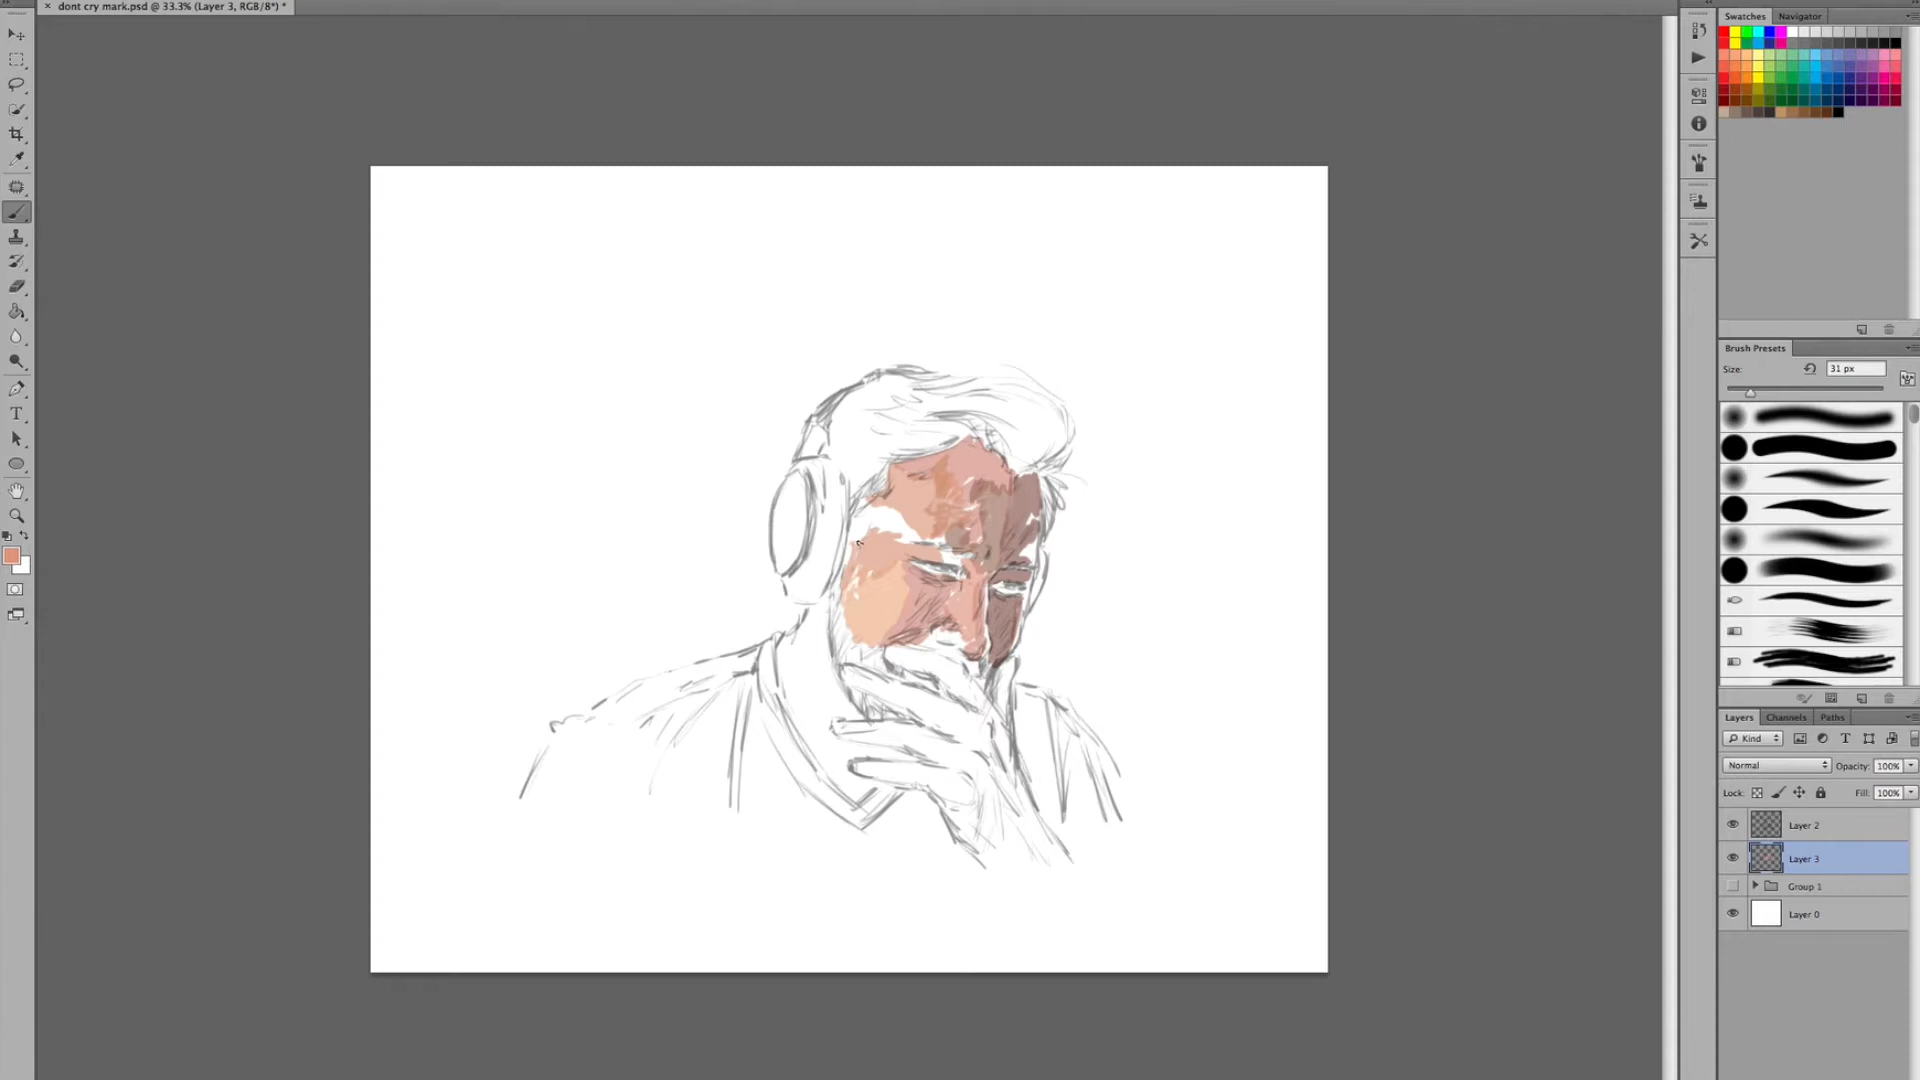 × dont cry mark.psd @ 33.3% (Layer 3, RGB/8*) *
Swatches
Navigator
Brush Presets
Size:
31 px
Layers
Channels
Paths
Kind
Normal
Opacity:
100%
Lock:
Fill:
100%
Layer 2
Layer 3
Group 1
Layer 0